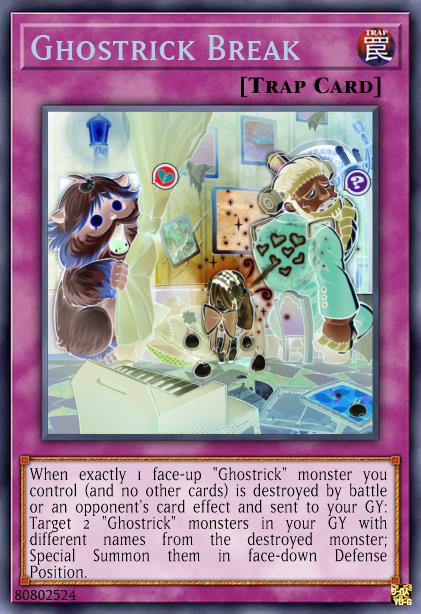 Ghostrick Break
TRAP
罠
[Trap Card]
?
When exactly 1 face-up "Ghostrick" monster you
control (and no other cards) is destroyed by battle
or an opponent's card effect and sent to your GY:
Target 2 "Ghostrick" monsters in your GY with
different names from the destroyed monster;
Special Summon them in face-down Defense
Position.
80802524